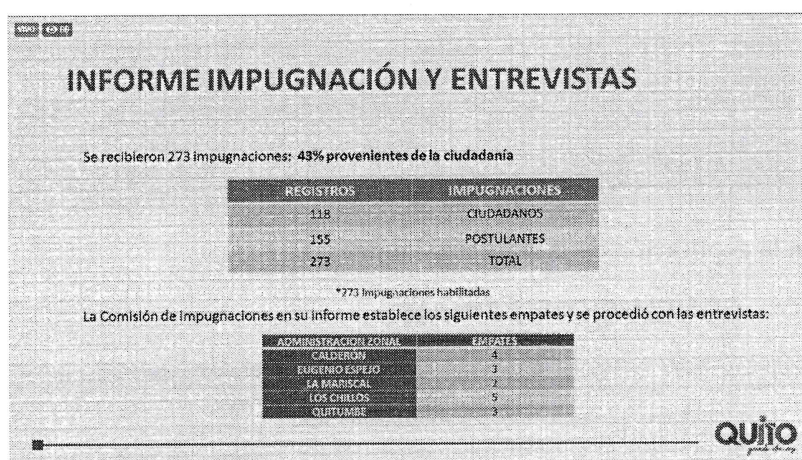 INFORME IMPUGNACIÓN Y ENTREVISTAS
Se recibieron 273 impugnaciones: 43% provenientes de la ciudadanía
REGISTROS IMPUGNACIONES
118 CIUDADANOS
155 POSTULANTES
273 TOTAL
*273 Impugnaciones habilitadas
La Comisión de impugnaciones en su informe establece los siguientes empates y se procedió con las entrevistas:
ADMINISTRACION ZONAL EMPATES
CALDERÓN 4
EUGENIO ESPEJO 3
LA MARISCAL 2
LOS CHILLOS 5
QUITUMBE 3
QUITO